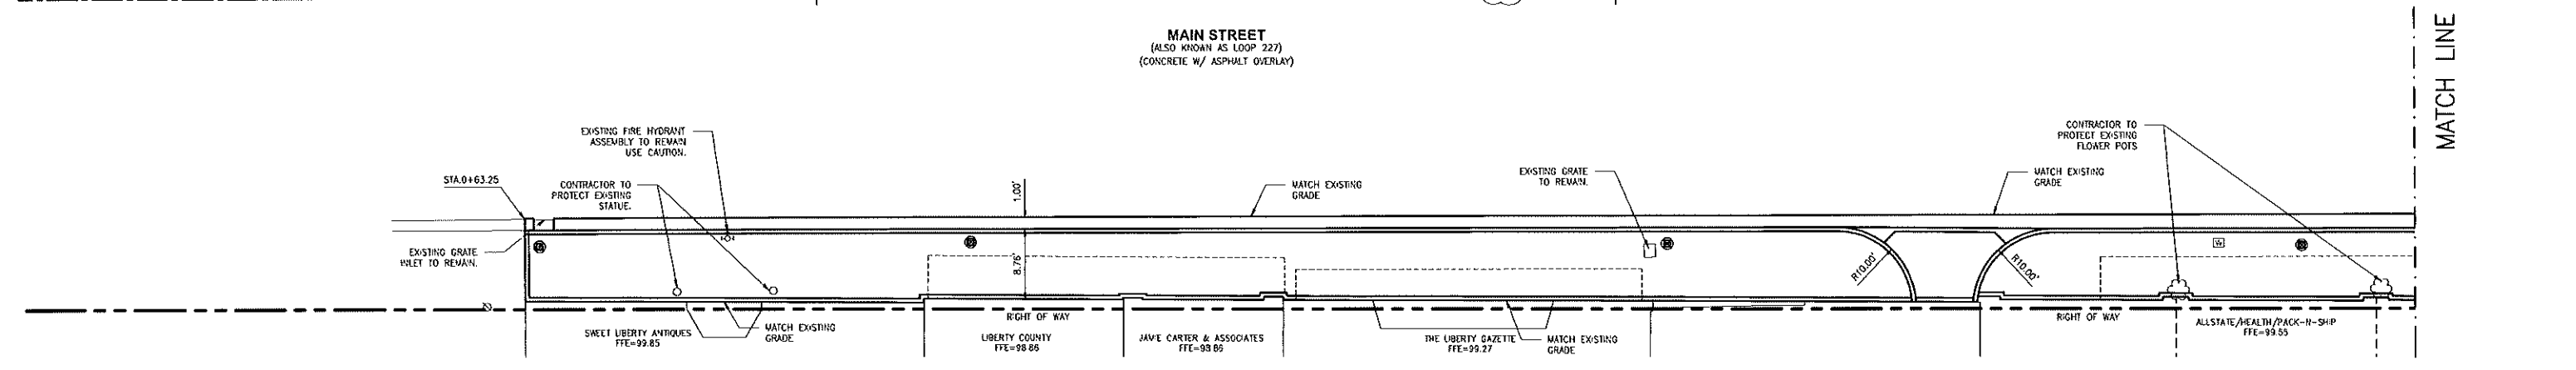 MAIN STREET
(ALSO KNOWN AS LOOP 227)
(CONCRETE W/ ASPHALT OVERLAY)
MATCH LINE
EXISTING FIRE HYDRANT
ASSEMBLY TO REMAIN
USE CAUTION.
CONTRACTOR TO
PROTECT EXISTING
FLOWER POTS
STA.0+63.25
CONTRACTOR TO
PROTECT EXISTING
STATUE.
1.00'
MATCH EXISTING
GRADE
EXISTING GRATE
TO REMAIN.
MATCH EXISTING
GRADE
EXISTING GRATE
INLET TO REMAIN.
8.76'
R10.00'
R10.00'
W
RIGHT OF WAY
RIGHT OF WAY
SWEET LIBERTY ANTIQUES
FFE=99.85
MATCH EXISTING
GRADE
LIBERTY COUNTY
FFE=98.86
JAMIE CARTER & ASSOCIATES
FFE=98.86
THE LIBERTY GAZETTE
FFE=99.27
MATCH EXISTING
GRADE
ALLSTATE/HEALTH/PACK-N-SHIP
FFE=99.55